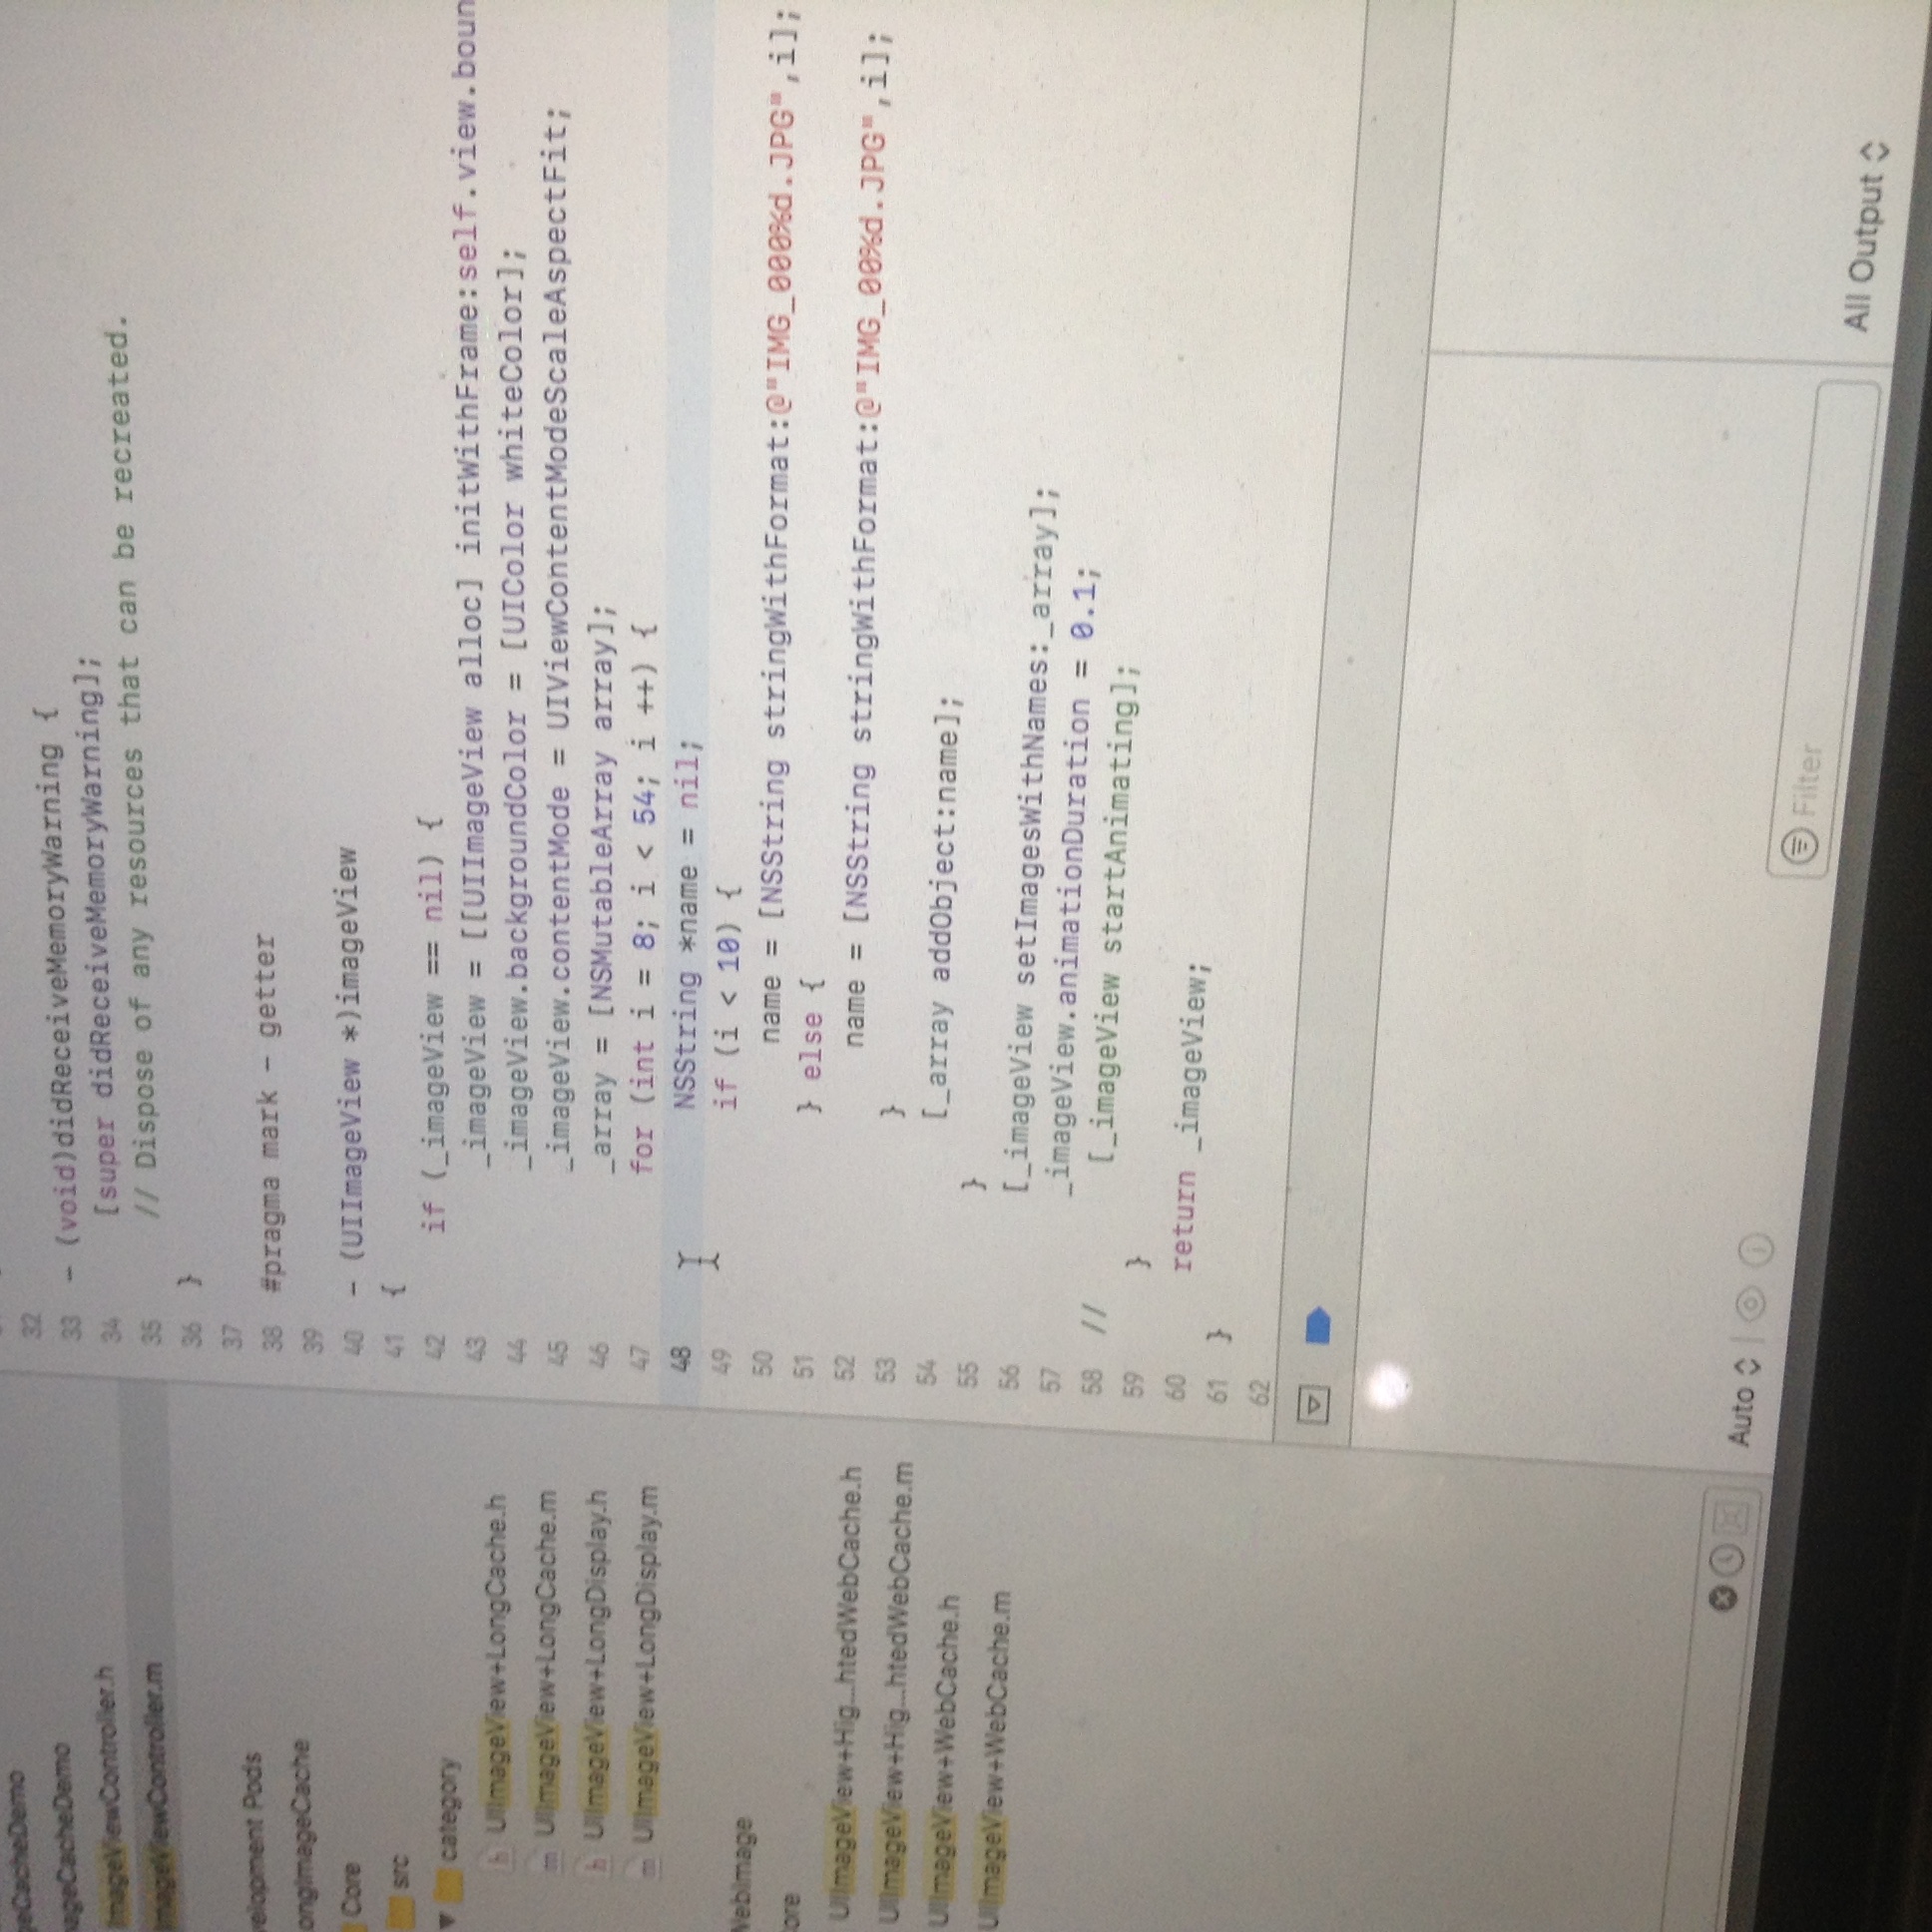 geCacheDemo
ageCacheDemo
ImageViewController.h
ImageViewController.m
velopment Pods
ongImageCache
Core
src
category
UIImageView+LongCache.h
UIImageView+LongCache.m
UIImageView+LongDisplay.h
UIImageView+LongDisplay.m
WebImage
ore
UIImageView+Hig...htedWebCache.h
UIImageView+Hig...htedWebCache.m
UIImageView+WebCache.h
UIImageView+WebCache.m
32
33 - (void)didReceiveMemoryWarning {
34 [super didReceiveMemoryWarning];
35 // Dispose of any resources that can be recreated.
36 }
37
38 #pragma mark - getter
39
40 - (UIImageView *)imageView
41 {
42 if (_imageView == nil) {
43 _imageView = [[UIImageView alloc] initWithFrame:self.view.boun
44 _imageView.backgroundColor = [UIColor whiteColor];
45 _imageView.contentMode = UIViewContentModeScaleAspectFit;
46 _array = [NSMutableArray array];
47 for (int i = 8; i < 54; i ++) {
48 NSString *name = nil;
49 if (i < 10) {
50 name = [NSString stringWithFormat:@"IMG_000%d.JPG",i];
51 } else {
52 name = [NSString stringWithFormat:@"IMG_00%d.JPG",i];
53 }
54 [_array addObject:name];
55 }
56 [_imageView setImagesWithNames:_array];
57 _imageView.animationDuration = 0.1;
58 // [_imageView startAnimating];
59 }
60 return _imageView;
61 }
62
Auto
Filter
All Output